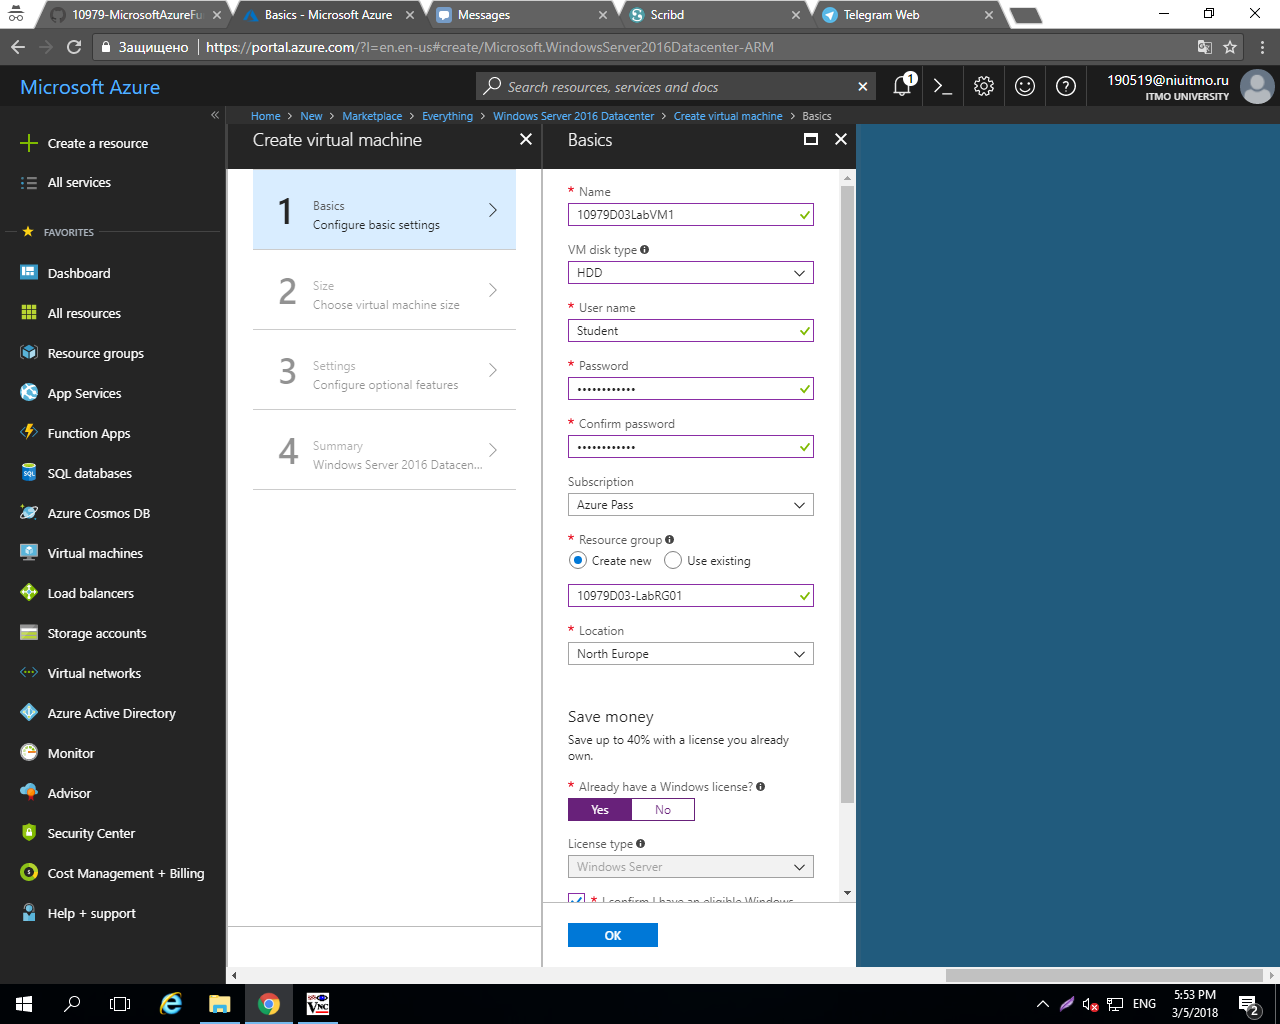 10979-MicrosoftAzureFu
Basics - Microsoft Azure
Messages
Scribd
Telegram Web
Защищено
https://portal.azure.com/?l=en.en-us#create/Microsoft.WindowsServer2016Datacenter-ARM
Microsoft Azure
Search resources, services and docs
1
190519@niuitmo.ru
ITMO UNIVERSITY
Home > New > Marketplace > Everything > Windows Server 2016 Datacenter > Create virtual machine > Basics
Create a resource
All services
FAVORITES
Dashboard
All resources
Resource groups
App Services
Function Apps
SQL databases
Azure Cosmos DB
Virtual machines
Load balancers
Storage accounts
Virtual networks
Azure Active Directory
Monitor
Advisor
Security Center
Cost Management + Billing
Help + support
Create virtual machine
1
Basics
Configure basic settings
2
Size
Choose virtual machine size
3
Settings
Configure optional features
4
Summary
Windows Server 2016 Datacen...
Basics
* Name
10979D03LabVM1
VM disk type
HDD
* User name
Student
* Password
••••••••••••
* Confirm password
••••••••••••
Subscription
Azure Pass
* Resource group
Create new Use existing
10979D03-LabRG01
* Location
North Europe
Save money
Save up to 40% with a license you already
own.
* Already have a Windows license?
Yes No
License type
Windows Server
* I confirm I have an eligible Windows
OK
ENG
5:53 PM
3/5/2018
2